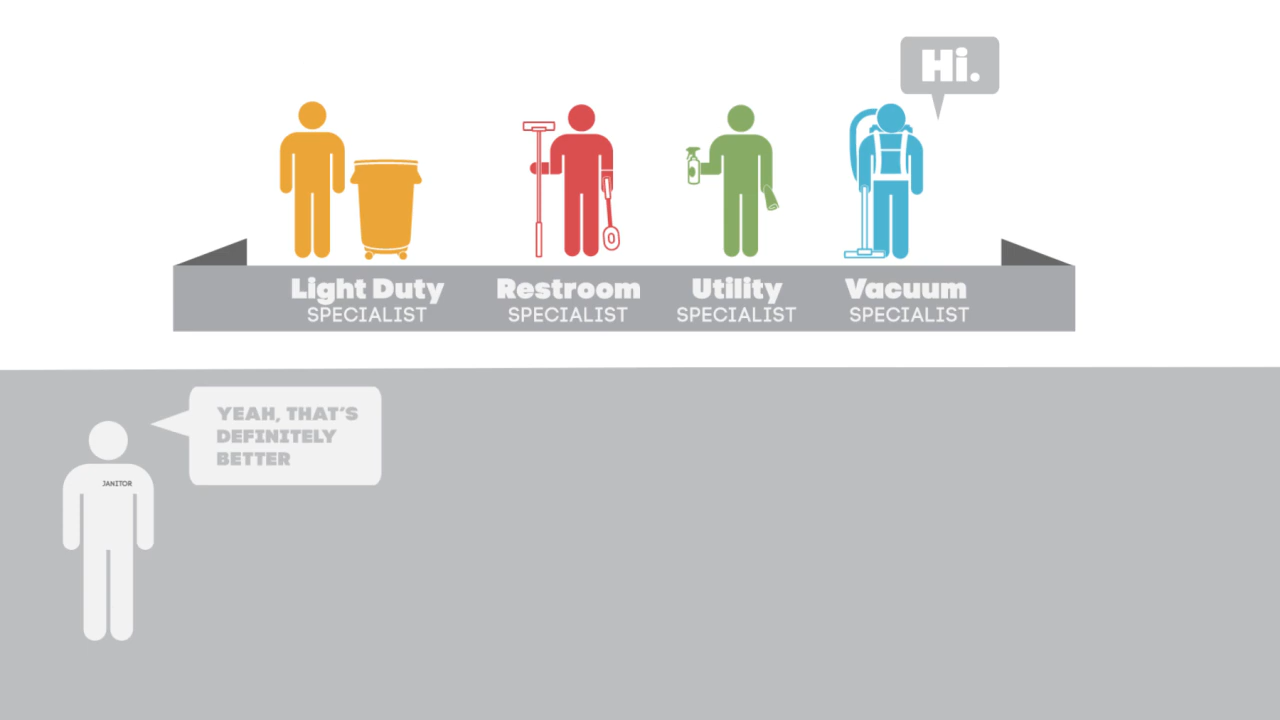 Hi.
Light Duty
SPECIALIST
Restroom
SPECIALIST
Utility
SPECIALIST
Vacuum
SPECIALIST
YEAH, THAT'S
DEFINITELY
BETTER
JANITOR